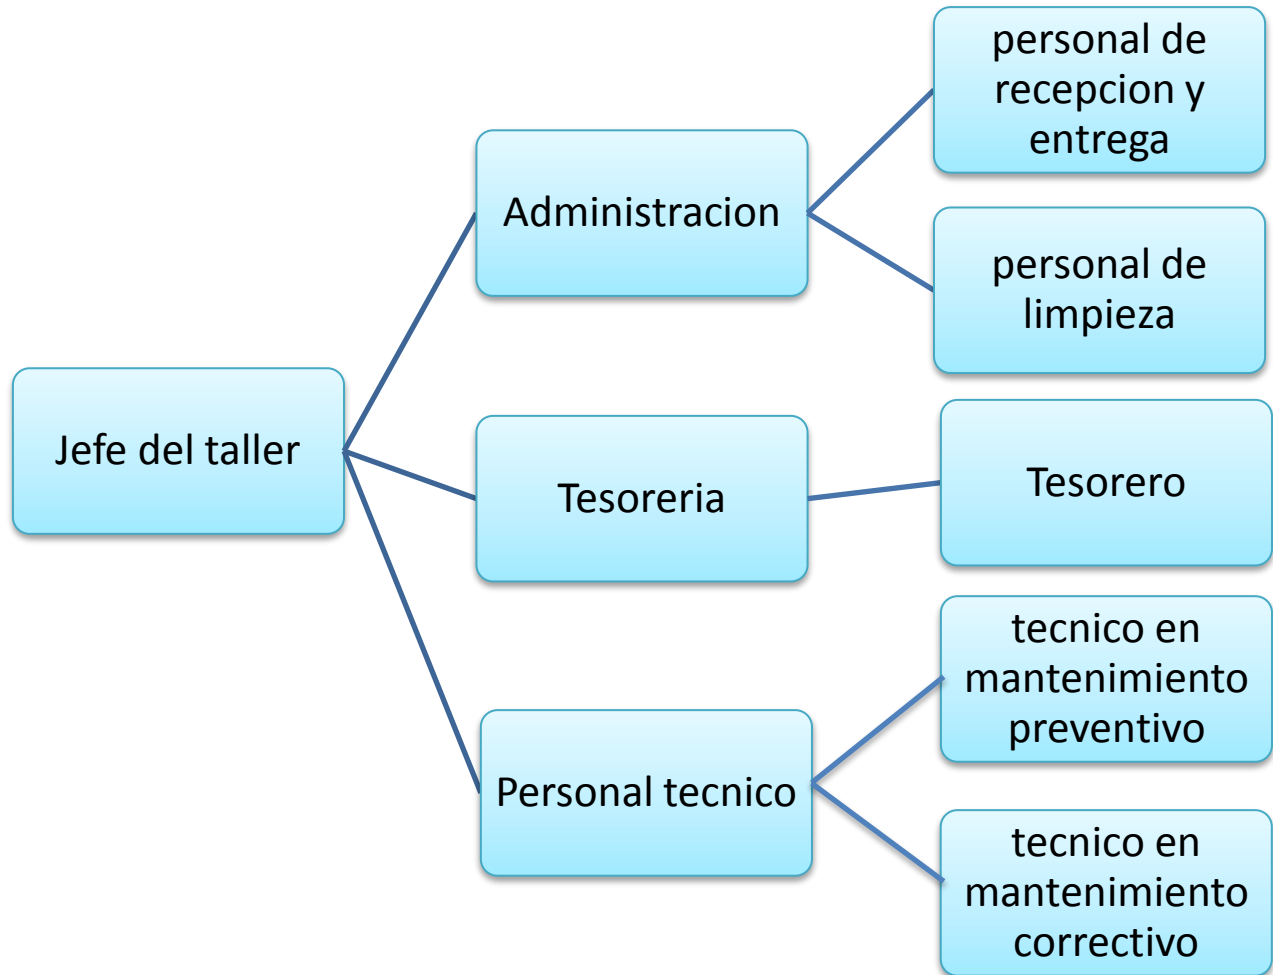 Jefe del taller
Administracion
personal de
recepcion y
entrega
personal de
limpieza
Tesoreria
Tesorero
Personal tecnico
tecnico en
mantenimiento
preventivo
tecnico en
mantenimiento
correctivo